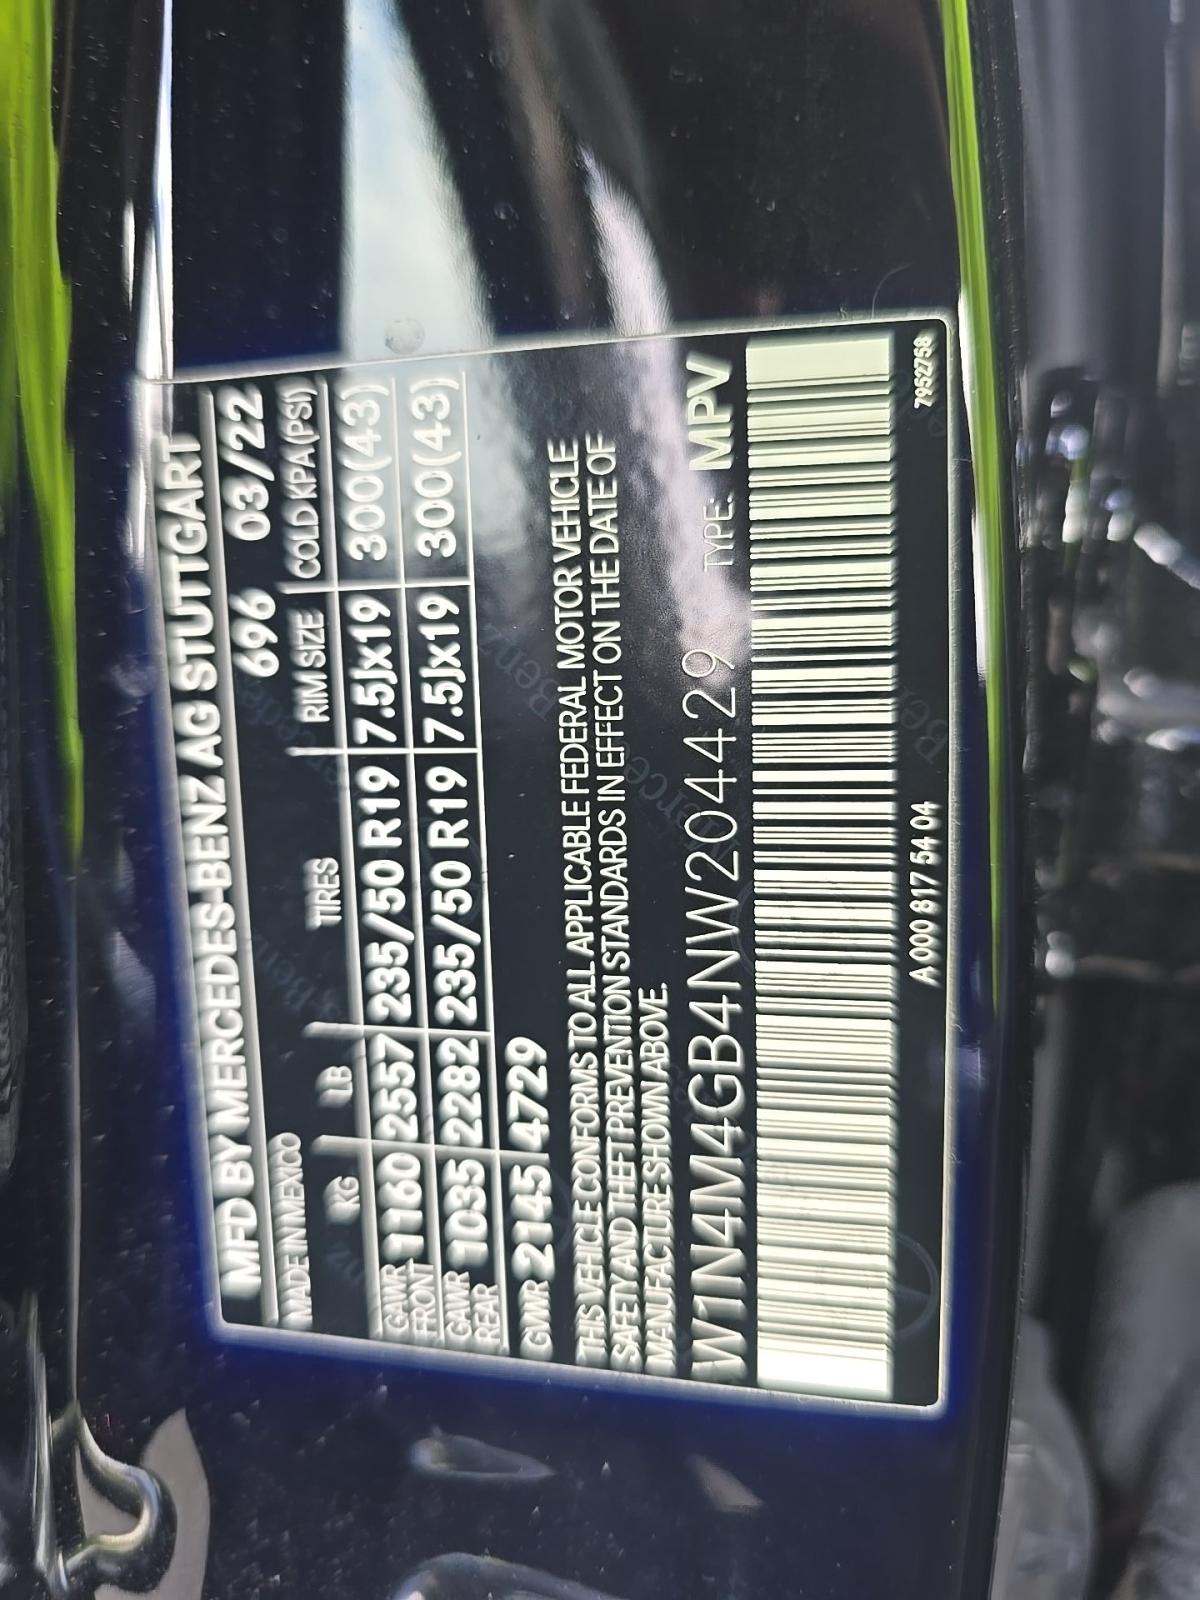 MFD BY MERCEDES-BENZ AG STUTTGART
MADE IN MEXICO 696 03/22
KG LB TIRES RIM SIZE COLD KPA (PSI)
GAWR FRONT 1160 2557 235/50 R19 7.5Jx19 300(43)
GAWR REAR 1035 2282 235/50 R19 7.5Jx19 300(43)
GVWR 2145 4729
THIS VEHICLE CONFORMS TO ALL APPLICABLE FEDERAL MOTOR VEHICLE
SAFETY AND THEFT PREVENTION STANDARDS IN EFFECT ON THE DATE OF
MANUFACTURE SHOWN ABOVE.
W1N4M4GB4NW204429 TYPE: MPV
A 000 817 54 04 7952758